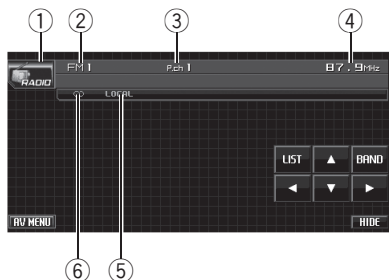 ① ② ③ ④
RADIO FM 1 P.ch 1 87.9MHz
LOCAL
LIST ▲ BAND
◄ ▼ ►
AV MENU HIDE
⑥ ⑤